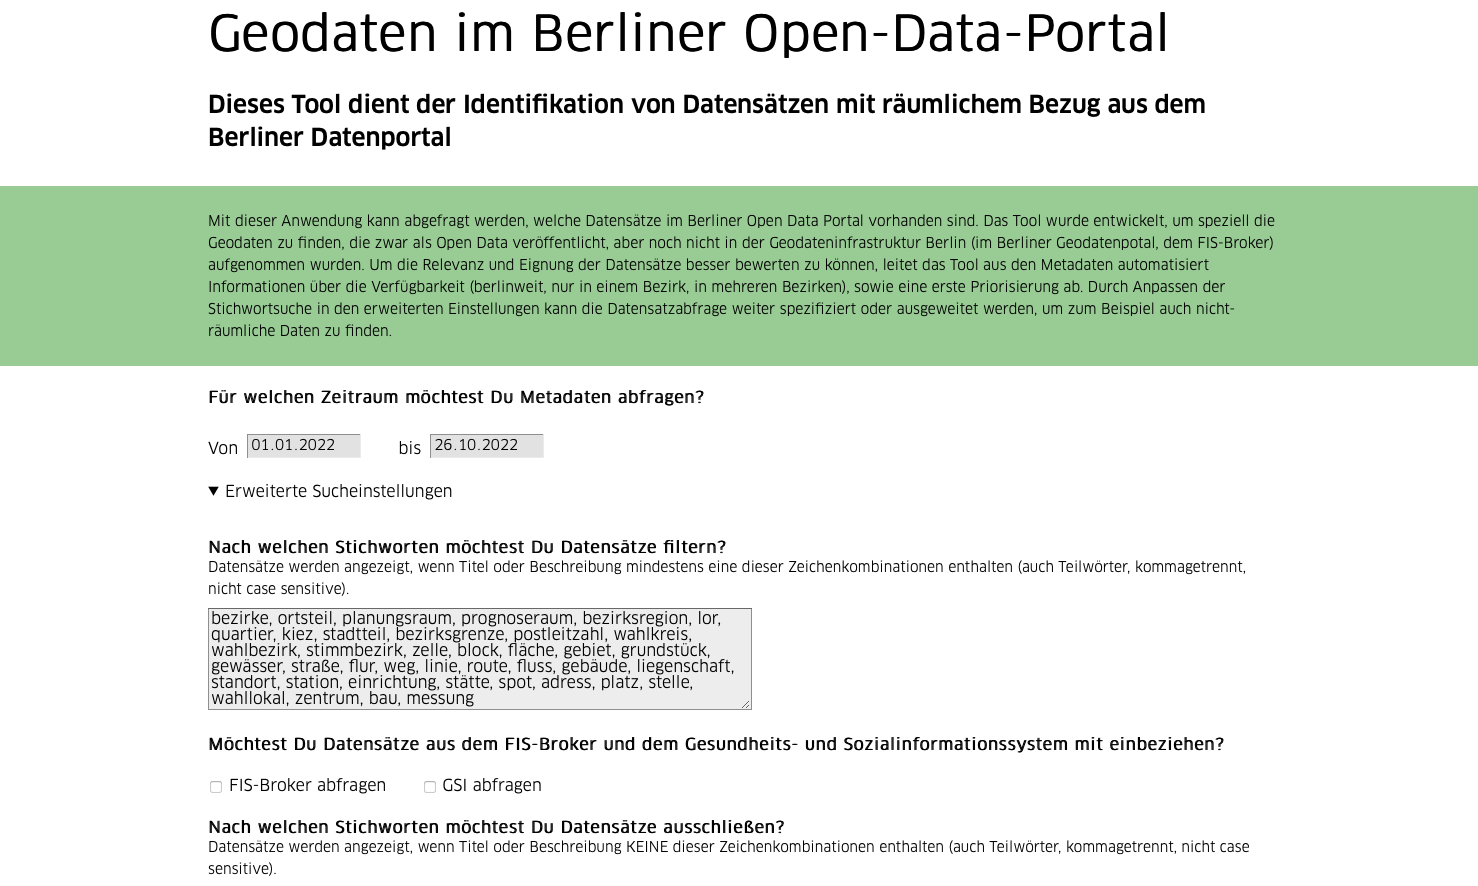 Geodaten im Berliner Open-Data-Portal
Dieses Tool dient der Identifikation von Datensätzen mit räumlichem Bezug aus dem
Berliner Datenportal
Mit dieser Anwendung kann abgefragt werden, welche Datensätze im Berliner Open Data Portal vorhanden sind. Das Tool wurde entwickelt, um speziell die
Geodaten zu finden, die zwar als Open Data veröffentlicht, aber noch nicht in der Geodateninfrastruktur Berlin (im Berliner Geodatenpotal, dem FIS-Broker)
aufgenommen wurden. Um die Relevanz und Eignung der Datensätze besser bewerten zu können, leitet das Tool aus den Metadaten automatisiert
Informationen über die Verfügbarkeit (berlinweit, nur in einem Bezirk, in mehreren Bezirken), sowie eine erste Priorisierung ab. Durch Anpassen der
Stichwortsuche in den erweiterten Einstellungen kann die Datensatzabfrage weiter spezifiziert oder ausgeweitet werden, um zum Beispiel auch nicht-
räumliche Daten zu finden.
Für welchen Zeitraum möchtest Du Metadaten abfragen?
Von 01.01.2022 bis 26.10.2022
▼ Erweiterte Sucheinstellungen
Nach welchen Stichworten möchtest Du Datensätze filtern?
Datensätze werden angezeigt, wenn Titel oder Beschreibung mindestens eine dieser Zeichenkombinationen enthalten (auch Teilwörter, kommagetrennt,
nicht case sensitive).
bezirke, ortsteil, planungsraum, prognoseraum, bezirksregion, lor,
quartier, kiez, stadtteil, bezirksgrenze, postleitzahl, wahlkreis,
wahlbezirk, stimmbezirk, zelle, block, fläche, gebiet, grundstück,
gewässer, straße, flur, weg, linie, route, fluss, gebäude, liegenschaft,
standort, station, einrichtung, stätte, spot, adress, platz, stelle,
wahllokal, zentrum, bau, messung
Möchtest Du Datensätze aus dem FIS-Broker und dem Gesundheits- und Sozialinformationssystem mit einbeziehen?
FIS-Broker abfragen GSI abfragen
Nach welchen Stichworten möchtest Du Datensätze ausschließen?
Datensätze werden angezeigt, wenn Titel oder Beschreibung KEINE dieser Zeichenkombinationen enthalten (auch Teilwörter, kommagetrennt, nicht case
sensitive).